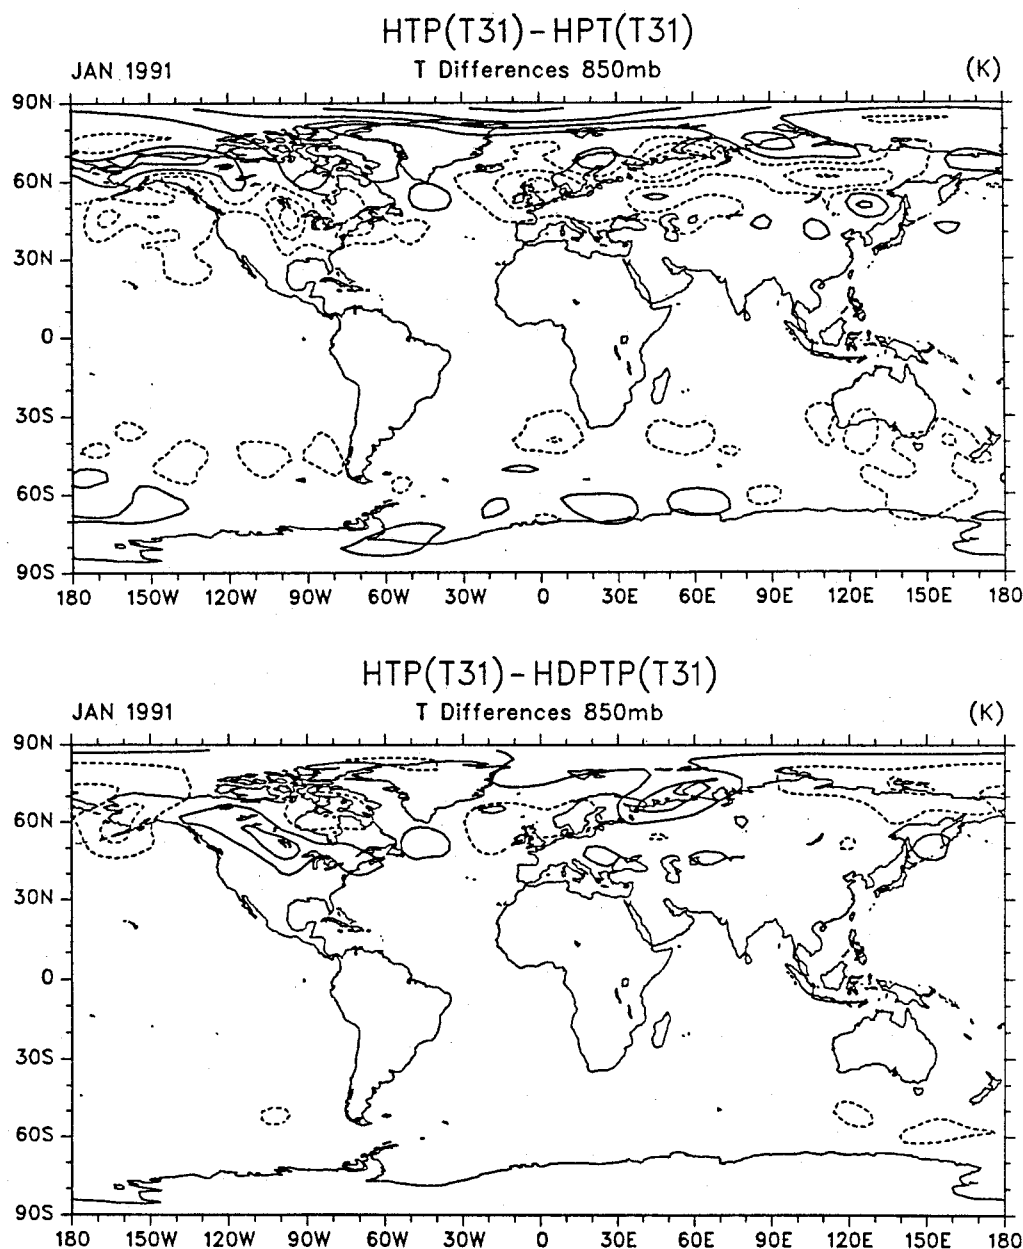 HTP(T31)-HPT(T31)
JAN 1991 T Differences 850mb (K)
90N
60N
30N
0
30S
60S
90S
180 150W 120W 90W 60W 30W 0 30E 60E 90E 120E 150E 180
HTP(T31)-HDPTP(T31)
JAN 1991 T Differences 850mb (K)
90N
60N
30N
0
30S
60S
90S
180 150W 120W 90W 60W 30W 0 30E 60E 90E 120E 150E 180